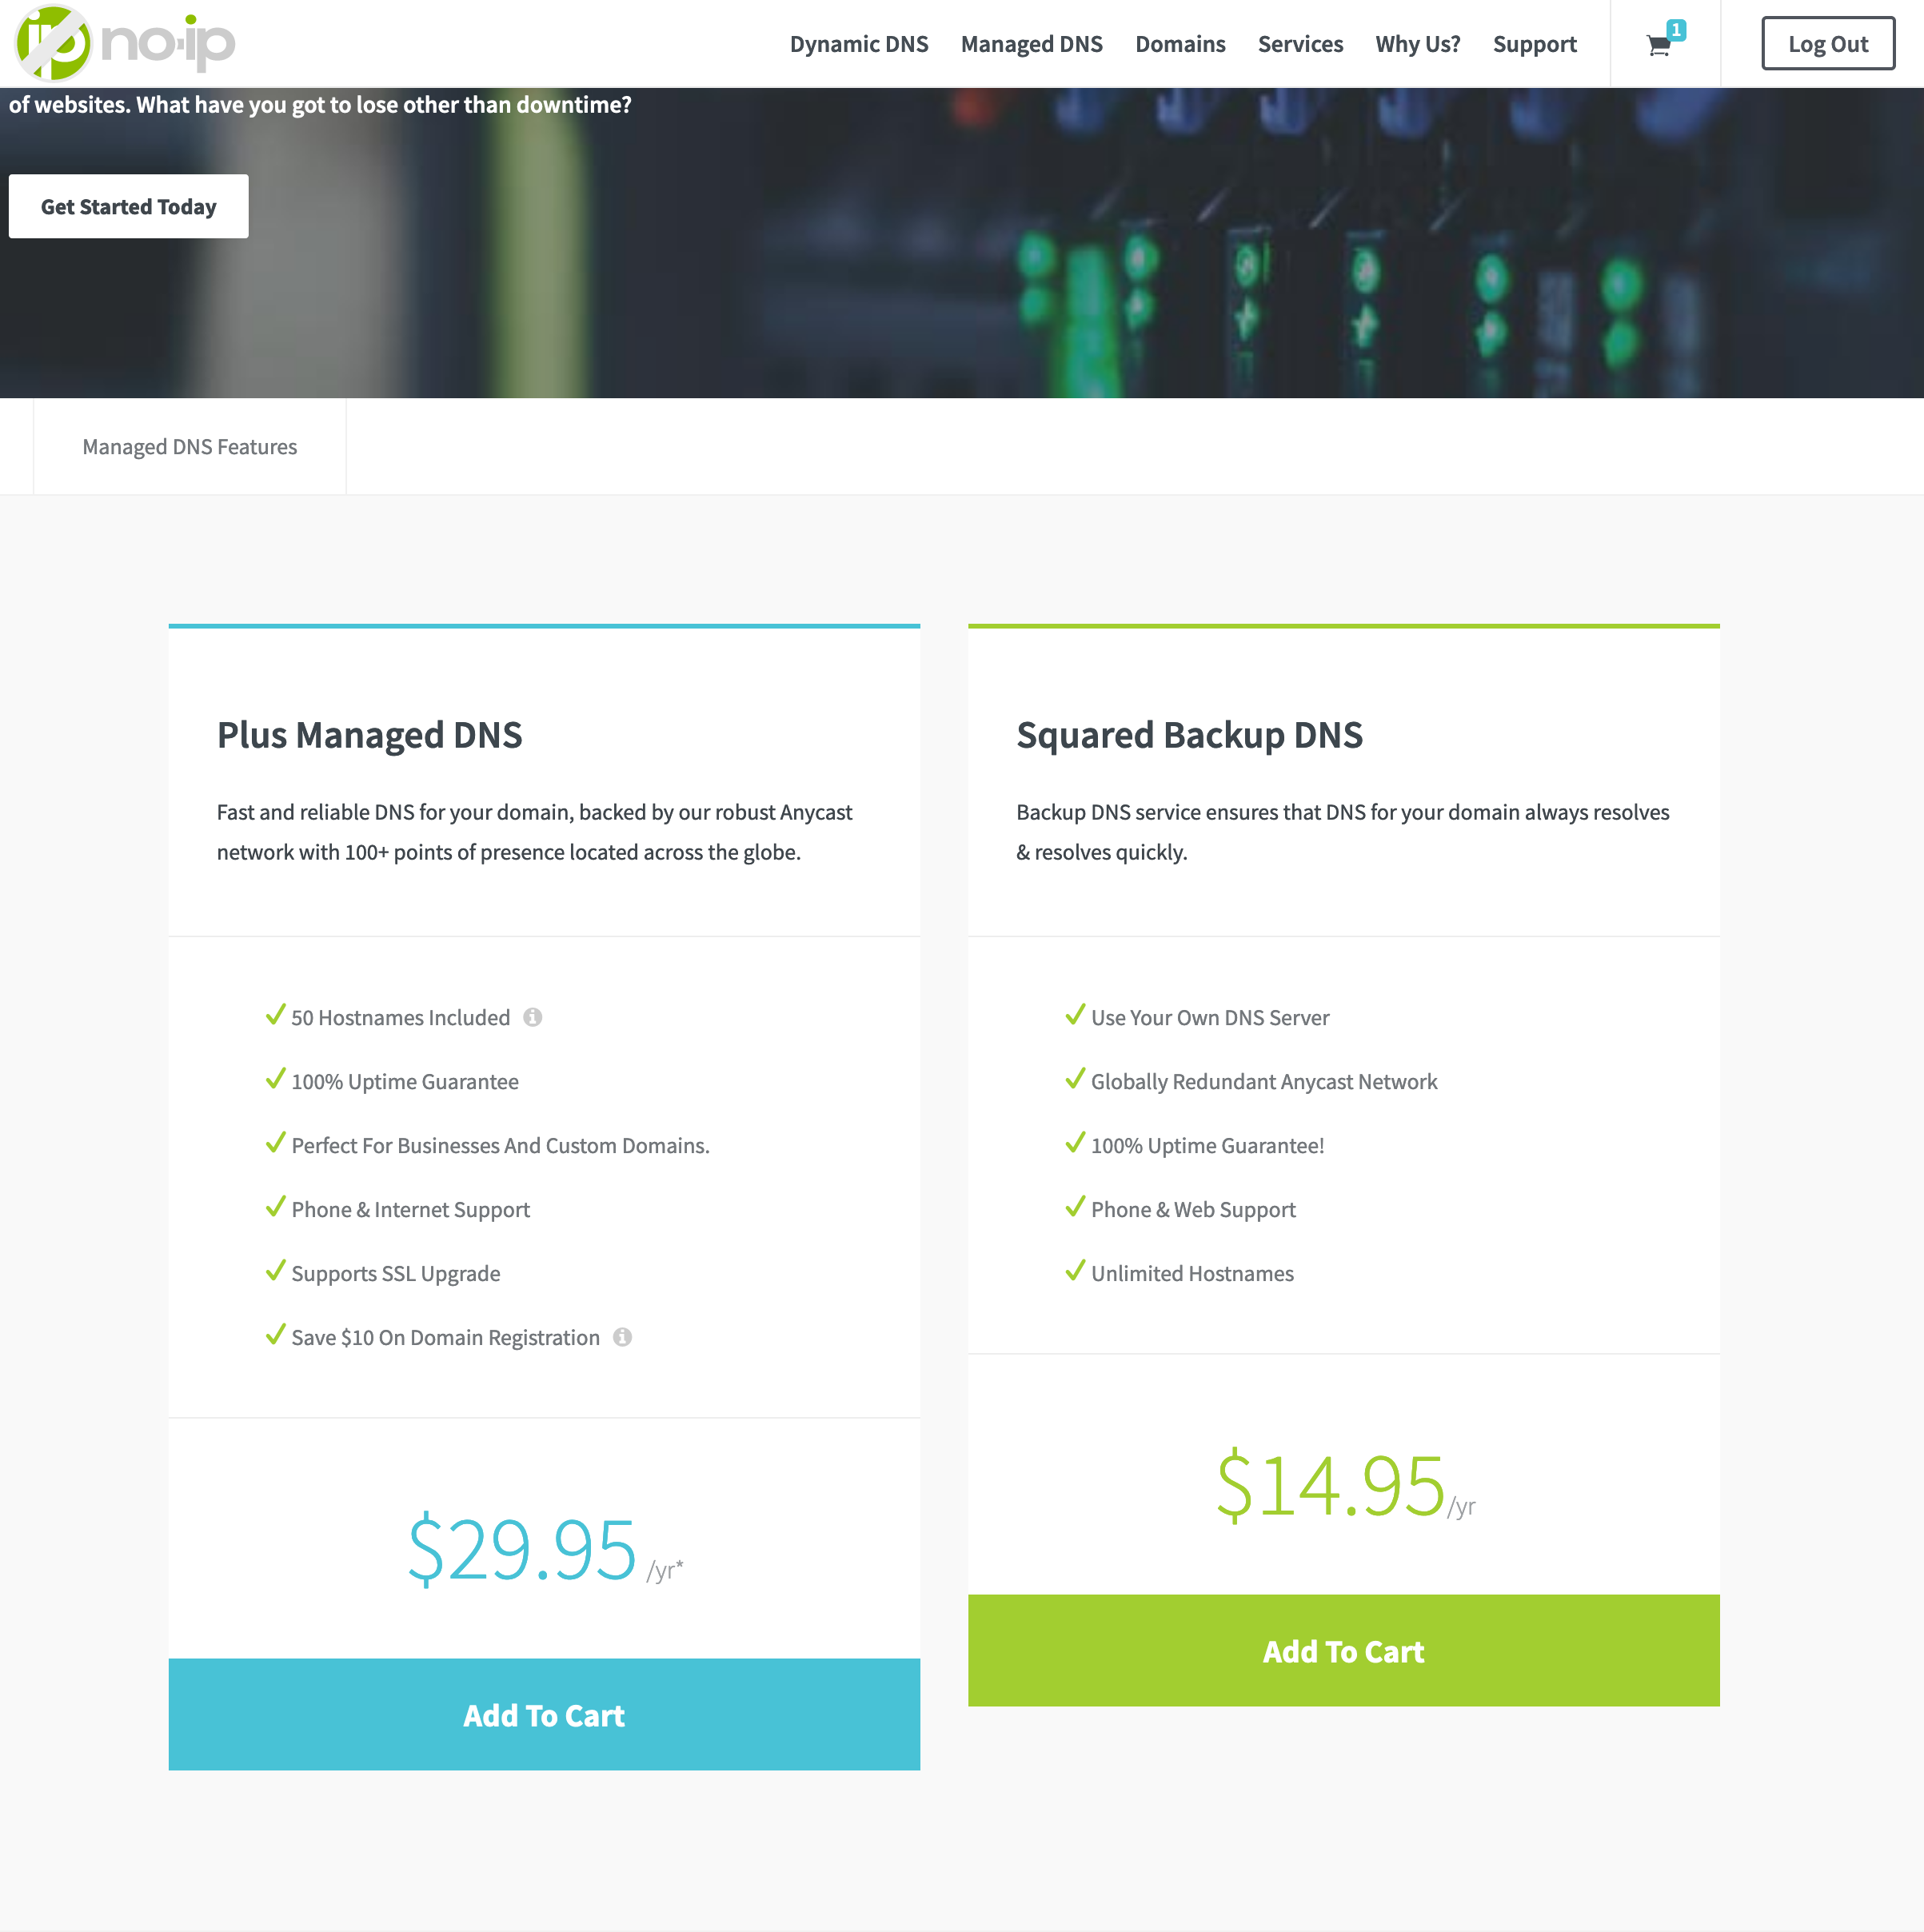 ip no-ip
Dynamic DNS Managed DNS Domains Services Why Us? Support 1 Log Out
of websites. What have you got to lose other than downtime?
Get Started Today
Managed DNS Features
Plus Managed DNS
Fast and reliable DNS for your domain, backed by our robust Anycast
network with 100+ points of presence located across the globe.
50 Hostnames Included
100% Uptime Guarantee
Perfect For Businesses And Custom Domains.
Phone & Internet Support
Supports SSL Upgrade
Save $10 On Domain Registration
$29.95 /yr*
Add To Cart
Squared Backup DNS
Backup DNS service ensures that DNS for your domain always resolves
& resolves quickly.
Use Your Own DNS Server
Globally Redundant Anycast Network
100% Uptime Guarantee!
Phone & Web Support
Unlimited Hostnames
$14.95/yr
Add To Cart